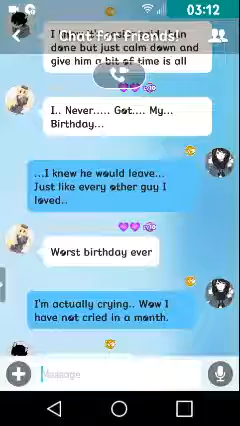 03:12
Chat for friends!
done but just calm down and
give him a bit of time is all
I.. Never..... Got.... My...
Birthday...
...I knew he would leave...
Just like every other guy I
loved..
Worst birthday ever
I'm actually crying.. Wow I
have not cried in a month.
Message